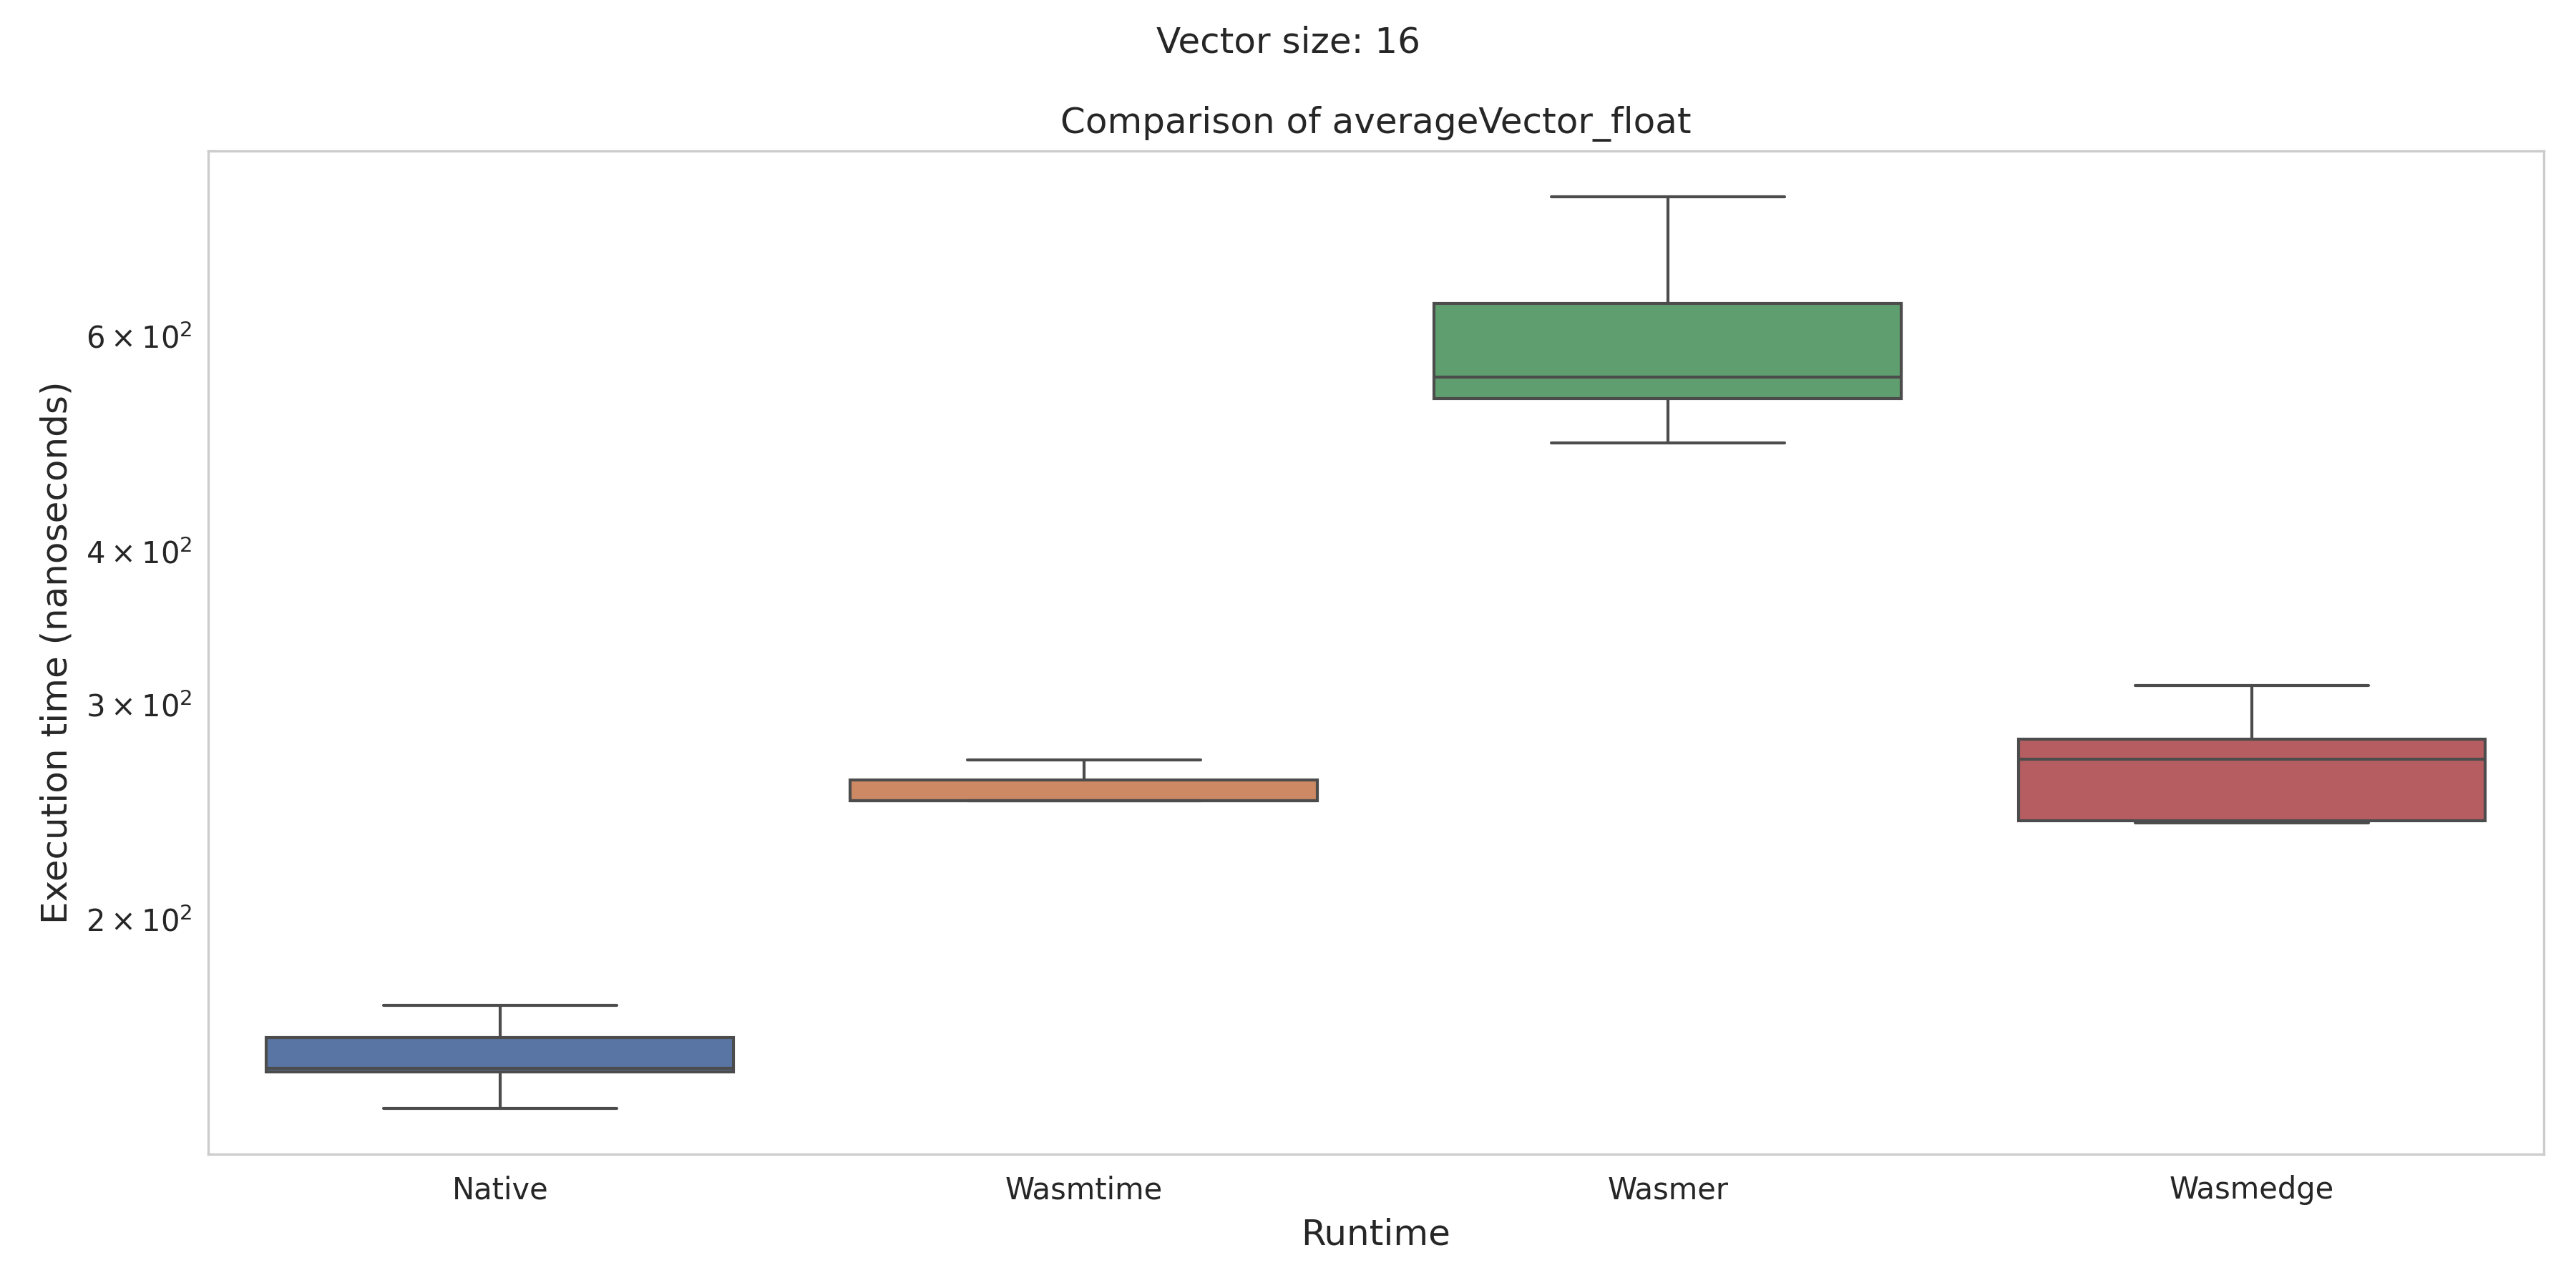 Vector size: 16
Comparison of averageVector_float
Execution time (nanoseconds)
6 × 10²
4 × 10²
3 × 10²
2 × 10²
Native Wasmtime Wasmer Wasmedge
Runtime